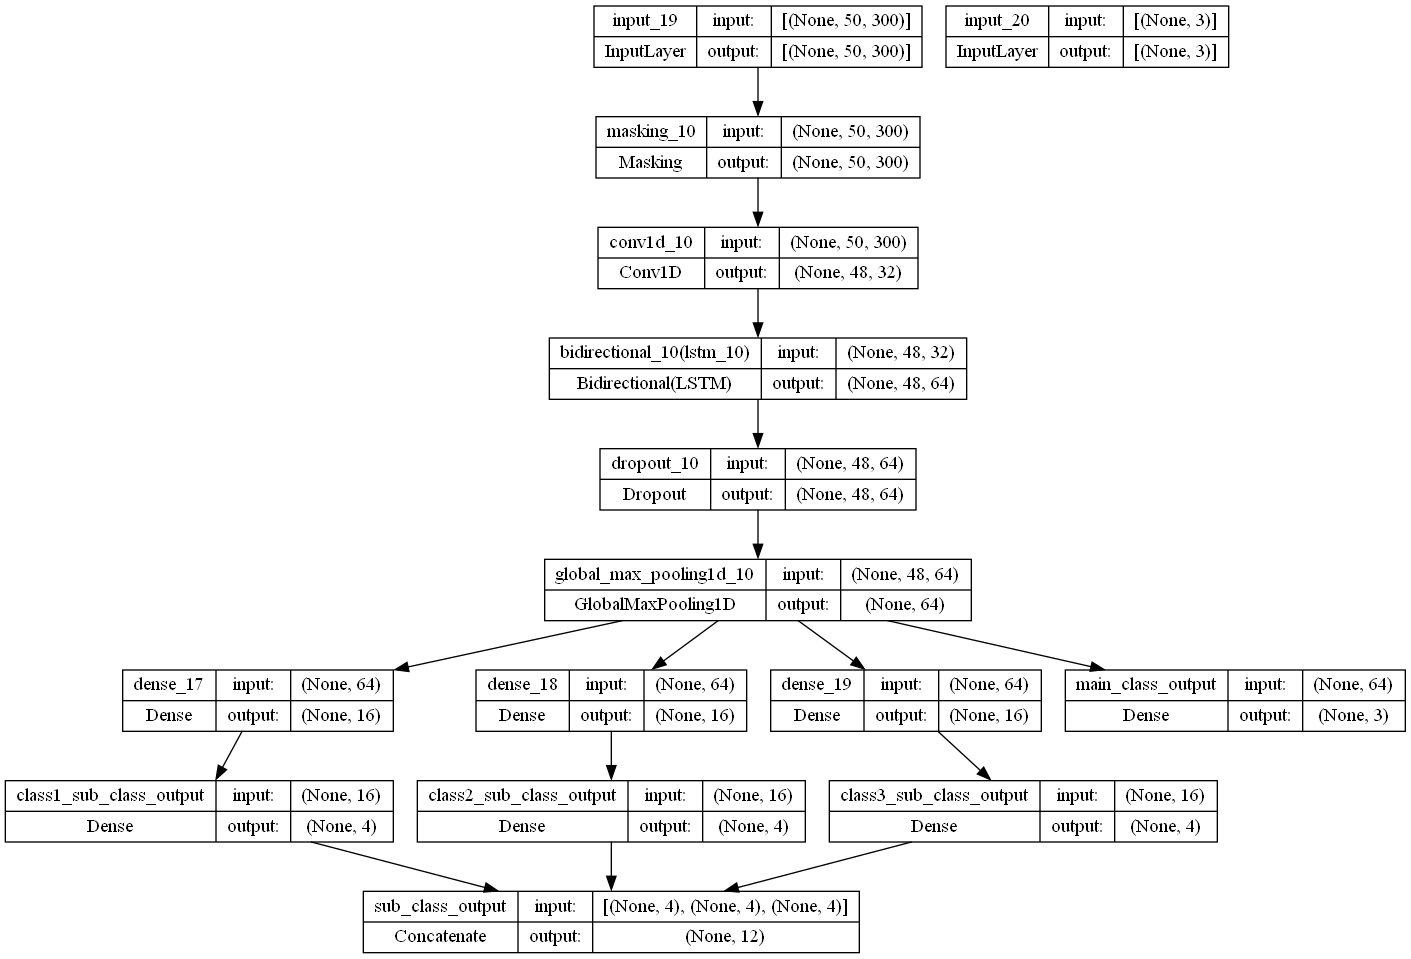 input_19 input: [(None, 50, 300)]
InputLayer output: [(None, 50, 300)]
input_20 input: [(None, 3)]
InputLayer output: [(None, 3)]
masking_10 input: (None, 50, 300)
Masking output: (None, 50, 300)
conv1d_10 input: (None, 50, 300)
Conv1D output: (None, 48, 32)
bidirectional_10(lstm_10) input: (None, 48, 32)
Bidirectional(LSTM) output: (None, 48, 64)
dropout_10 input: (None, 48, 64)
Dropout output: (None, 48, 64)
global_max_pooling1d_10 input: (None, 48, 64)
GlobalMaxPooling1D output: (None, 64)
dense_17 input: (None, 64)
Dense output: (None, 16)
dense_18 input: (None, 64)
Dense output: (None, 16)
dense_19 input: (None, 64)
Dense output: (None, 16)
main_class_output input: (None, 64)
Dense output: (None, 3)
class1_sub_class_output input: (None, 16)
Dense output: (None, 4)
class2_sub_class_output input: (None, 16)
Dense output: (None, 4)
class3_sub_class_output input: (None, 16)
Dense output: (None, 4)
sub_class_output input: [(None, 4), (None, 4), (None, 4)]
Concatenate output: (None, 12)